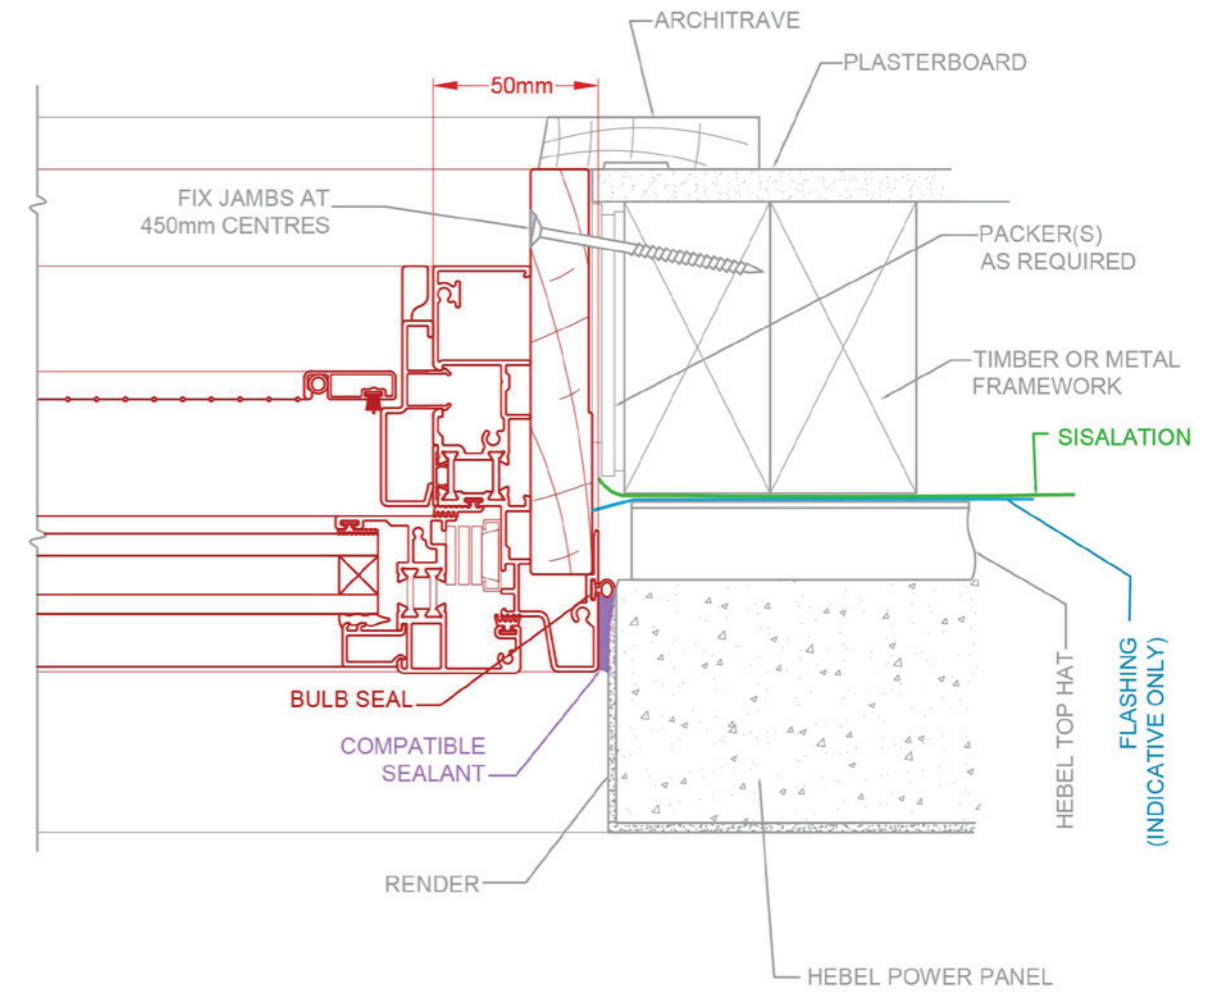 ARCHITRAVE
PLASTERBOARD
50mm
FIX JAMBS AT
450mm CENTRES
PACKER(S)
AS REQUIRED
TIMBER OR METAL
FRAMEWORK
SISALATION
FLASHING
(INDICATIVE ONLY)
HEBEL TOP HAT
BULB SEAL
COMPATIBLE
SEALANT
RENDER
HEBEL POWER PANEL